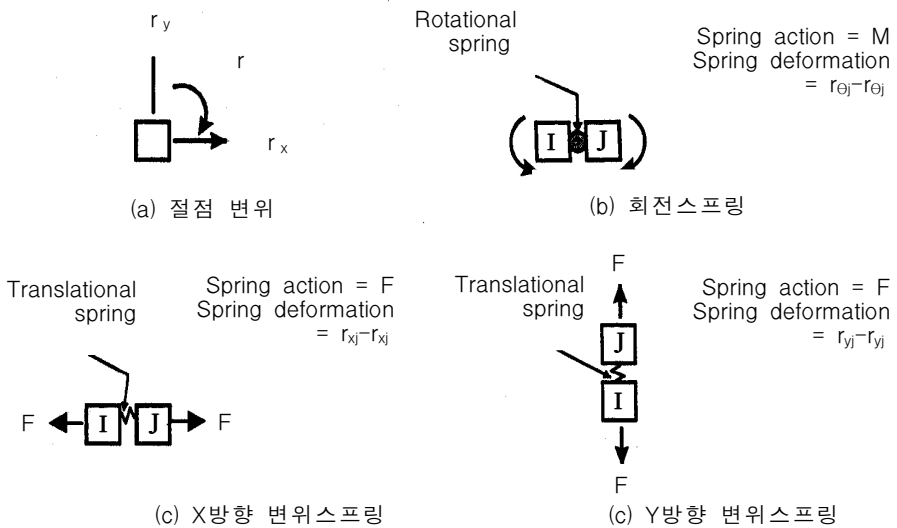 r y
r
r x
(a) 절점 변위
Rotational
spring
Spring action = M
Spring deformation
= rθj−rθj
I J
(b) 회전스프링
Translational
spring
Spring action = F
Spring deformation
= rxj−rxj
F I J F
(c) X방향 변위스프링
Translational
spring
Spring action = F
Spring deformation
= ryj−ryj
F
J
I
F
(c) Y방향 변위스프링